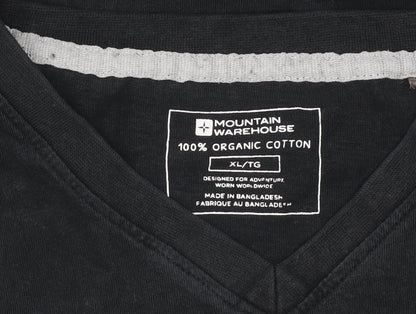 MOUNTAIN
WAREHOUSE
100% ORGANIC COTTON
XL/TG
DESIGNED FOR ADVENTURE
WORN WORLDWIDE
MADE IN BANGLADESH
FABRIQUE AU BANGLADESH